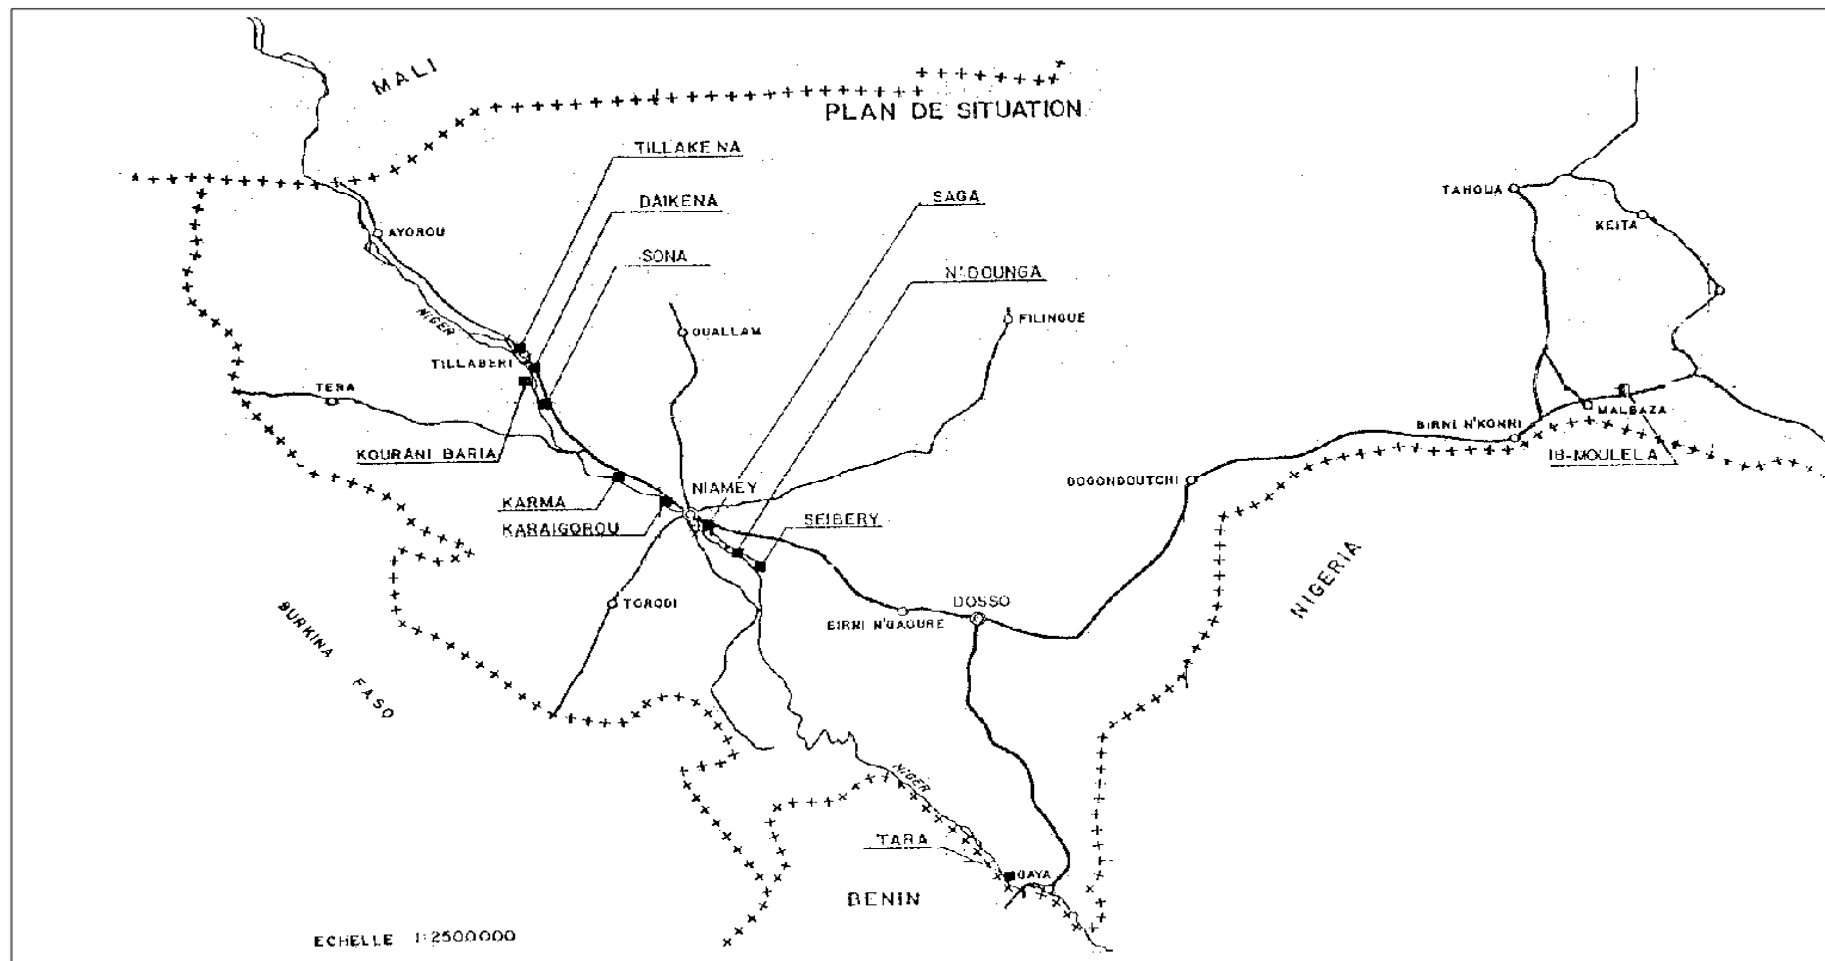 MALI
PLAN DE SITUATION
TILLAKENA
DAIKENA
SAGA
TAHOUA
KEITA
AYOROU
SONA
N'DOUNGA
NIGER
OUALLAM
FILINGUE
TILLABERI
TERA
MALBAZA
BIRNI N'KONNI
KOURANI BARIA
IB-MOULELA
DOGONDOUTCHI
NIAMEY
KARMA
KARAIGOROU
SEIBERY
NIGERIA
TORODI
DOSSO
BIRNI N'GAOURE
BURKINA
FASO
NIGER
TARA
GAYA
BENIN
ECHELLE 1:2500000